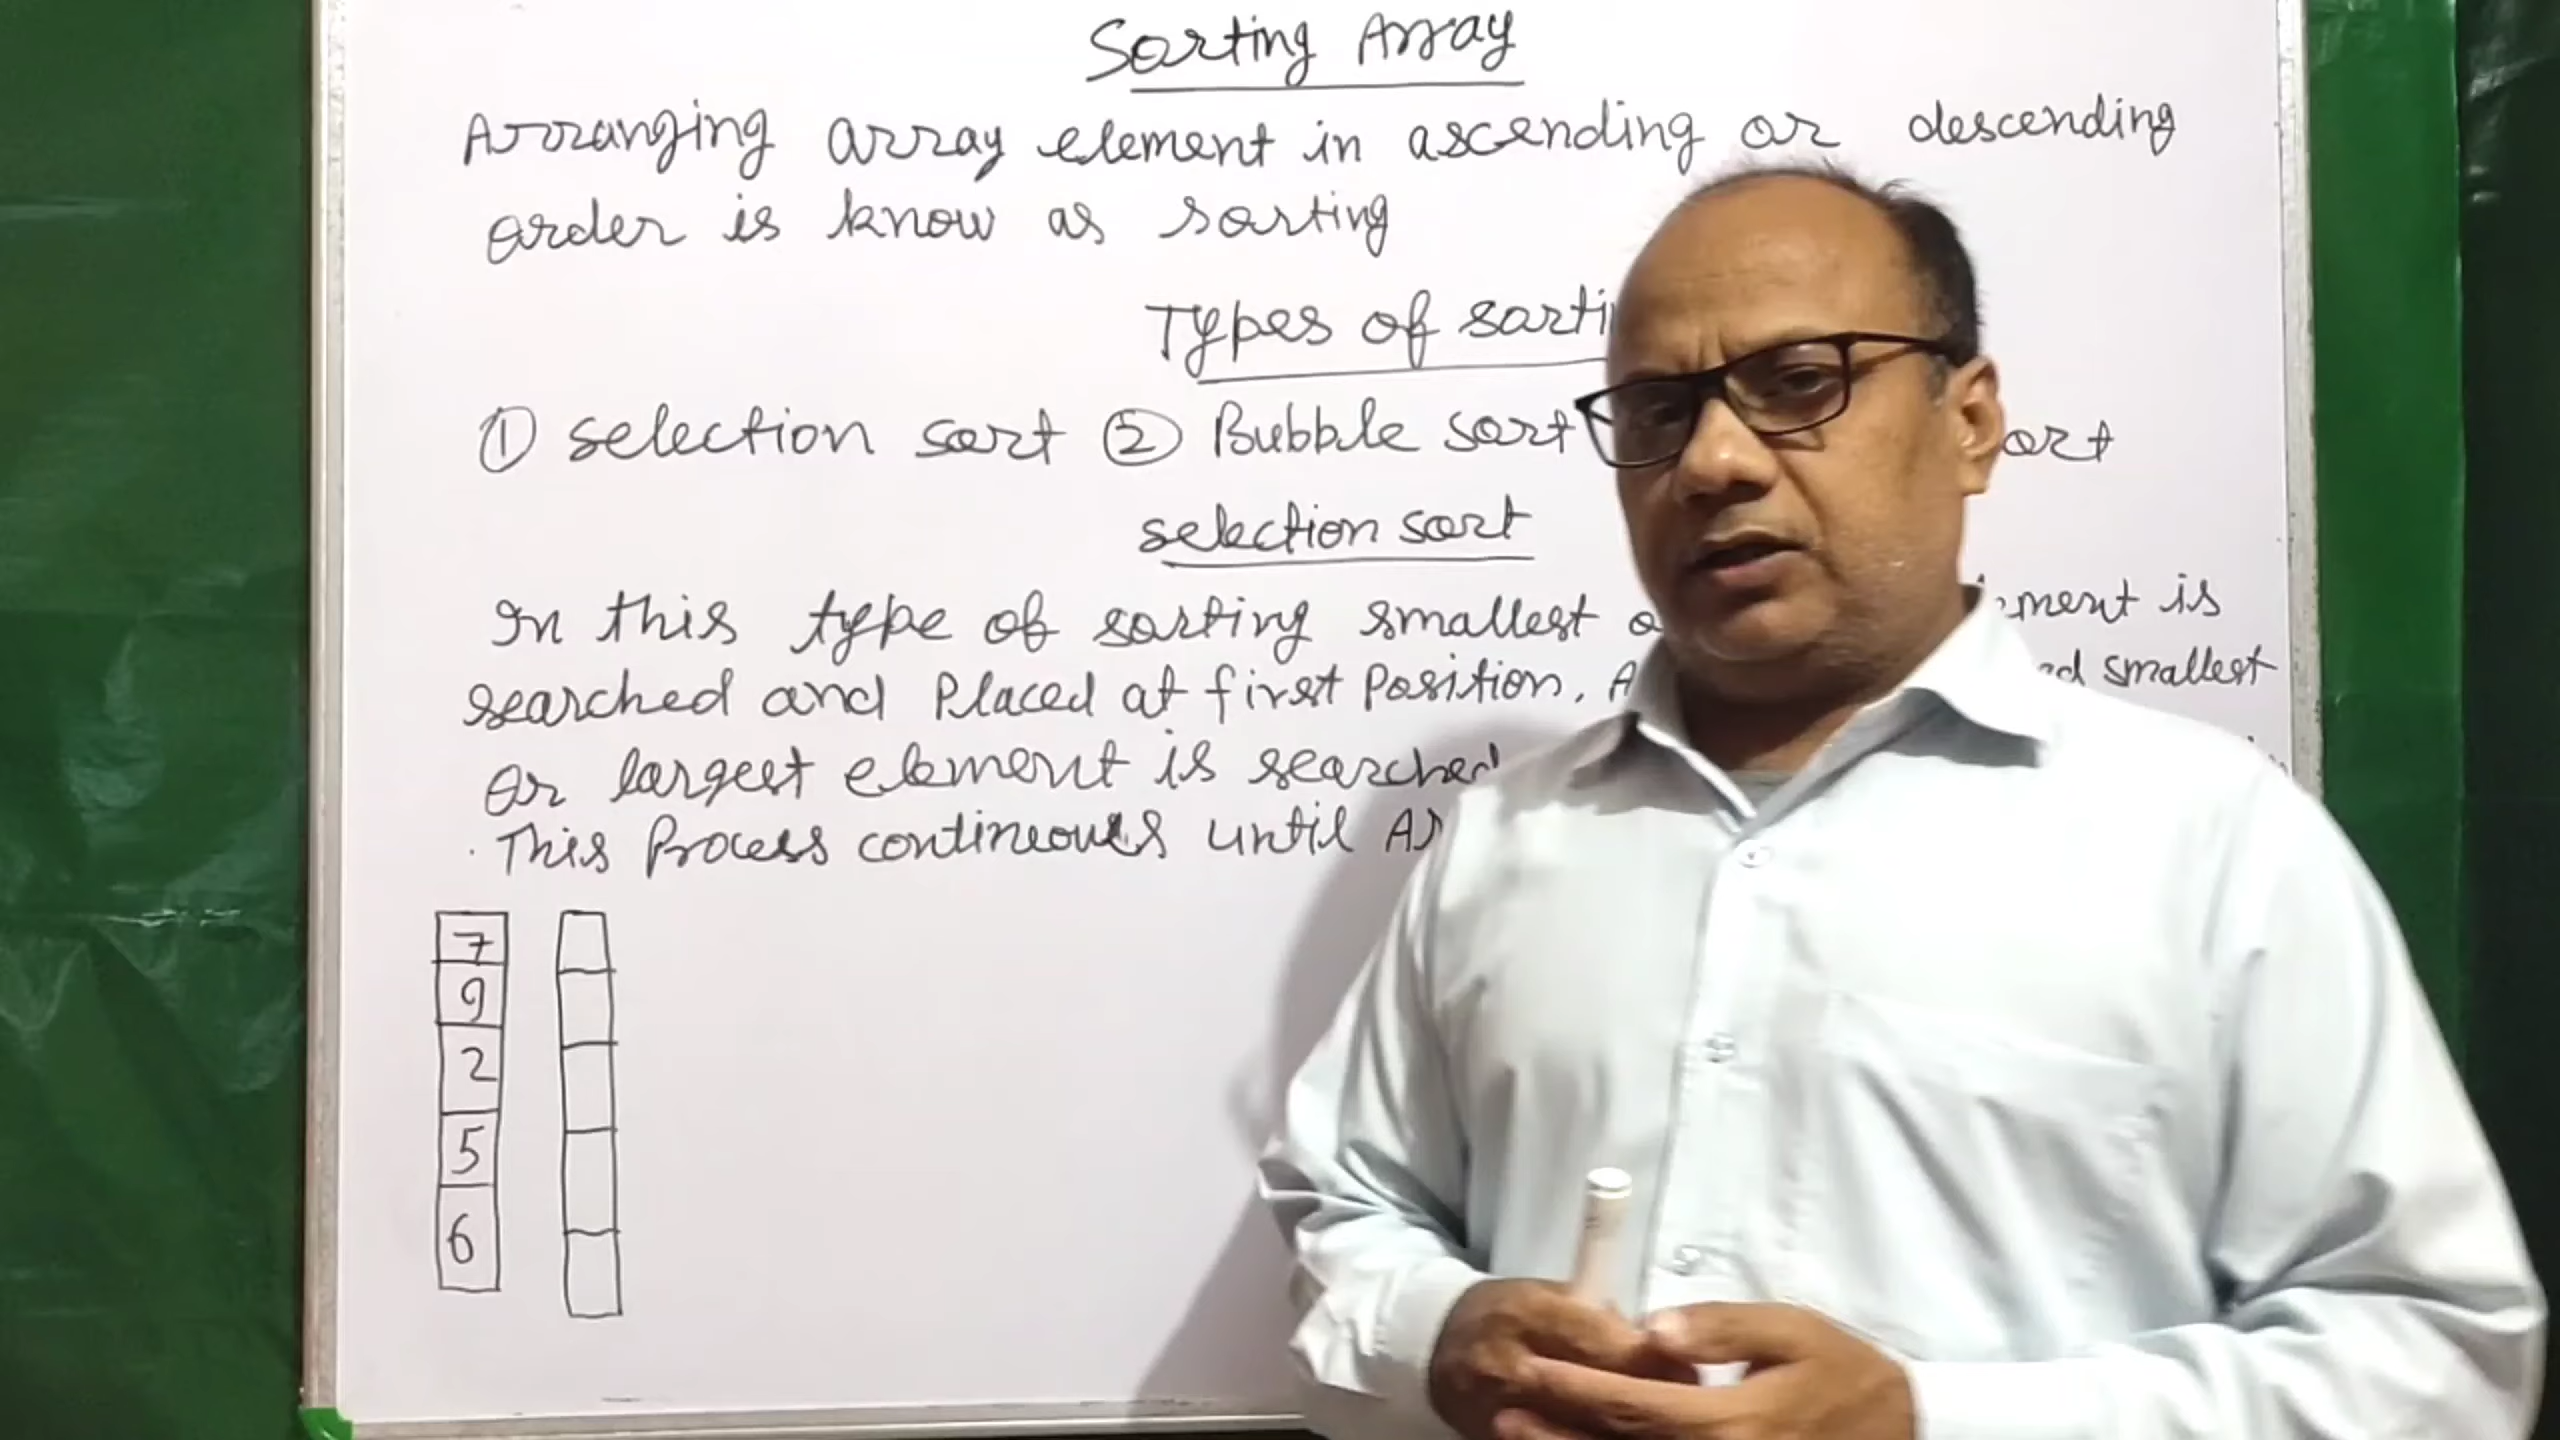 Sorting Array
Arranging array element in ascending or descending
order is know as sorting
Types of
① selection sort ② Bubble sort
selection sort
In this type of sorting smallest
searched and Placed at first Position. smallest
or largest element is searched
This Process contineoues until
7
9
2
5
6